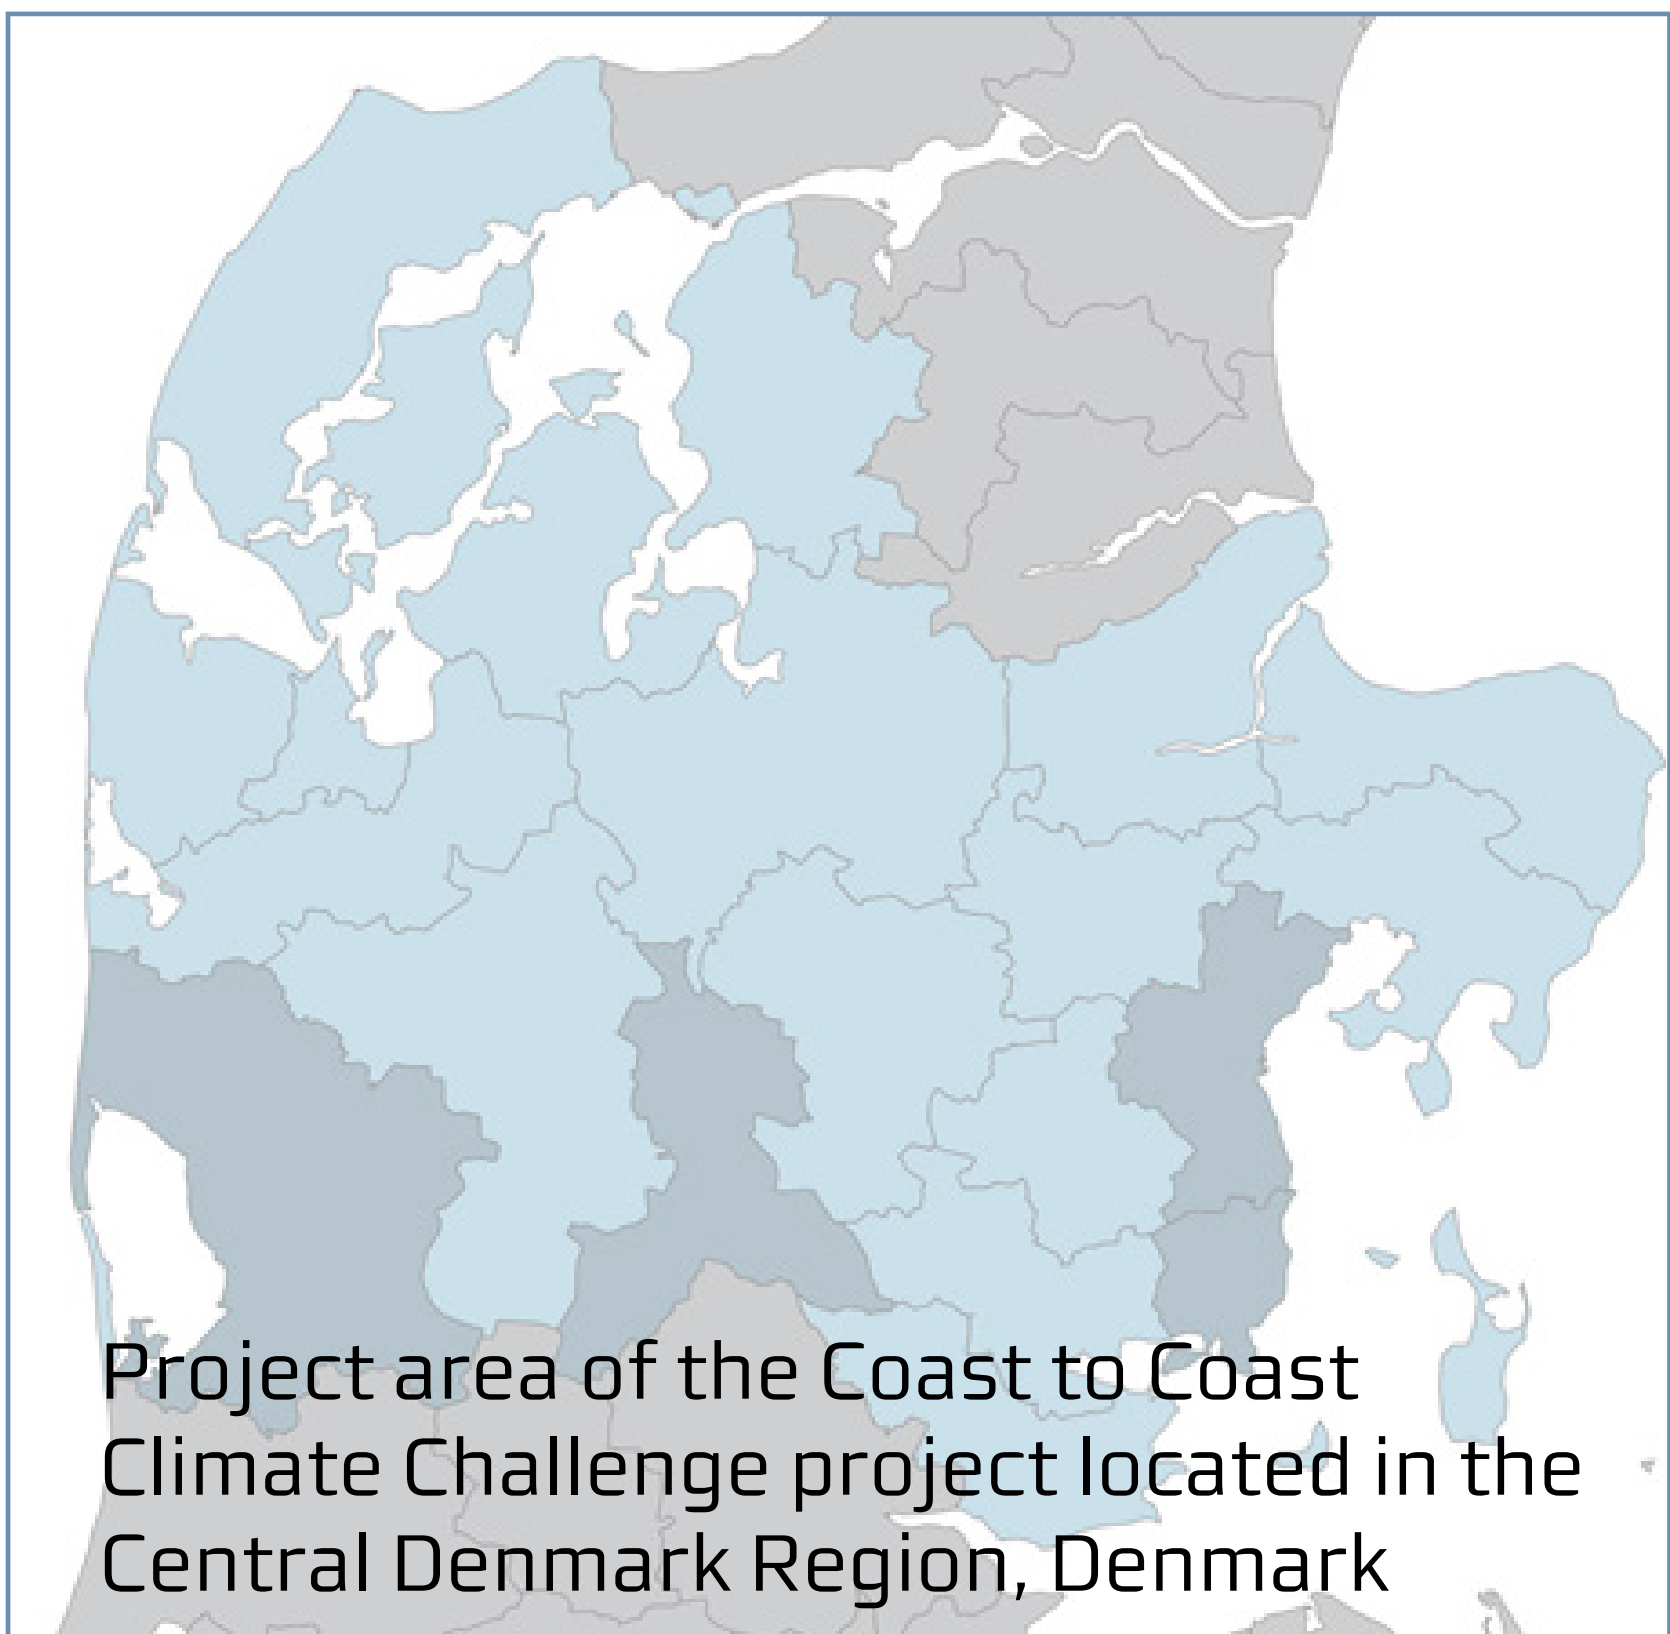 Project area of the Coast to Coast
Climate Challenge project located in the
Central Denmark Region, Denmark